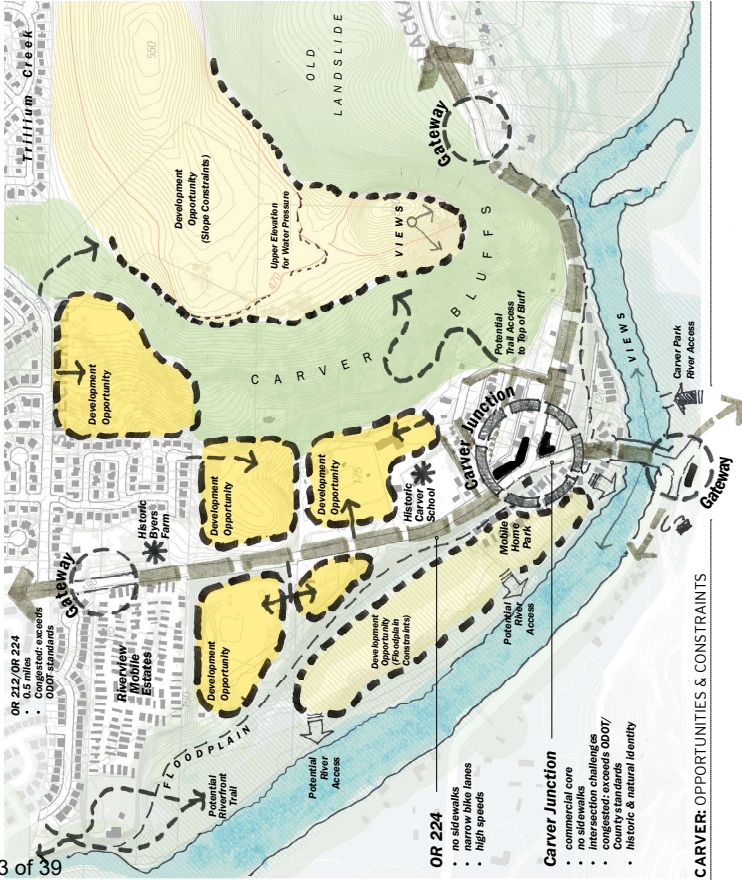 Trillium Creek
OLD
LANDSLIDE
550
Development
Opportunity
(Slope Constraints)
Upper Elevation
for Water Pressure
470
VIEWS
Gateway
Development
Opportunity
CARVER
BLUFFS
Potential
Trail Access
to Top of Bluff
VIEWS
Carver Park
River Access
Carver Junction
Gateway
Development
Opportunity
Development
Opportunity
175
Historic
Carver
School
Historic
Byers
Farm
Gateway
OR 212/OR 224
• 0.5 miles
• Congested: exceeds
ODOT standards
Riverview
Mobile
Estates
150
Development
Opportunity
Development
Opportunity
(Floodplain
Constraints)
Mobile
Home
Park
Potential
River
Access
FLOODPLAIN
Potential
River
Access
Potential
Riverfront
Trail
OR 224
• no sidewalks
• narrow bike lanes
• high speeds
Carver Junction
• commercial core
• no sidewalks
• intersection challenges
• congested: exceeds ODOT/
County standards
• historic & natural identity
CARVER: OPPORTUNITIES & CONSTRAINTS
3 of 39